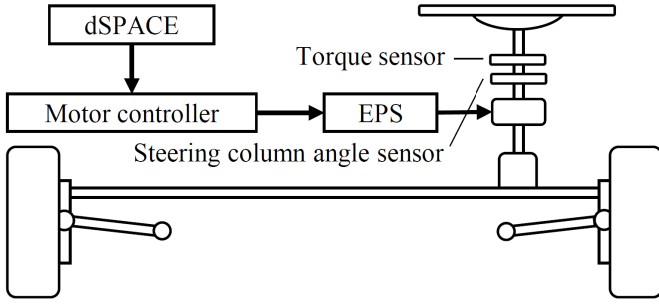 dSPACE
Torque sensor
Motor controller
EPS
Steering column angle sensor